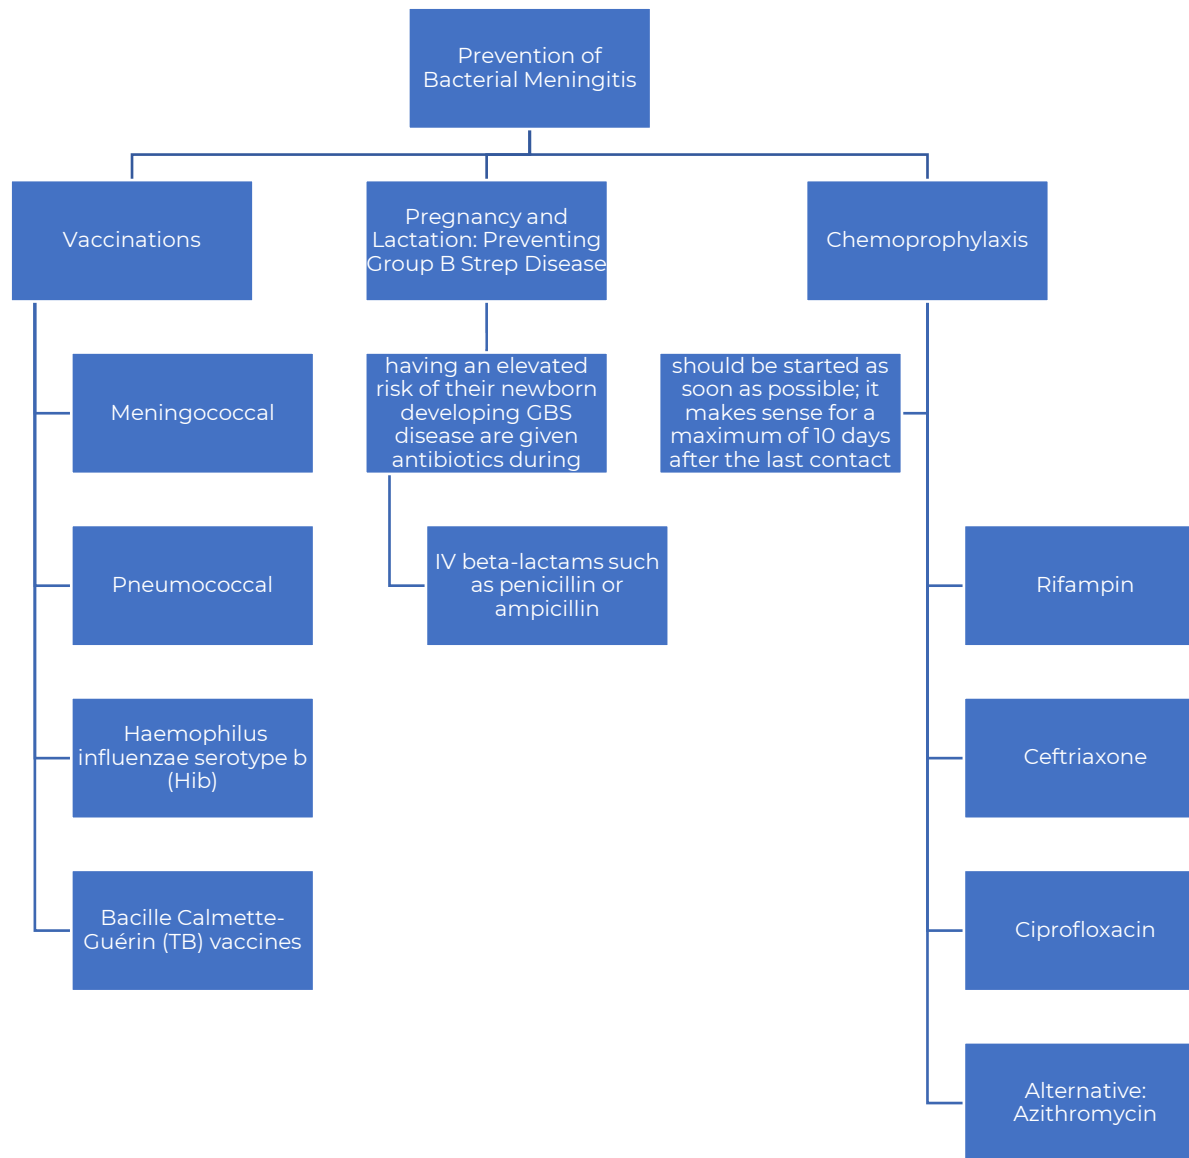 Prevention of
Bacterial Meningitis
Vaccinations
Meningococcal
Pneumococcal
Haemophilus
influenzae serotype b
(Hib)
Bacille Calmette-
Guérin (TB) vaccines
Pregnancy and
Lactation: Preventing
Group B Strep Disease
having an elevated
risk of their newborn
developing GBS
disease are given
antibiotics during
IV beta-lactams such
as penicillin or
ampicillin
Chemoprophylaxis
should be started as
soon as possible; it
makes sense for a
maximum of 10 days
after the last contact
Rifampin
Ceftriaxone
Ciprofloxacin
Alternative:
Azithromycin